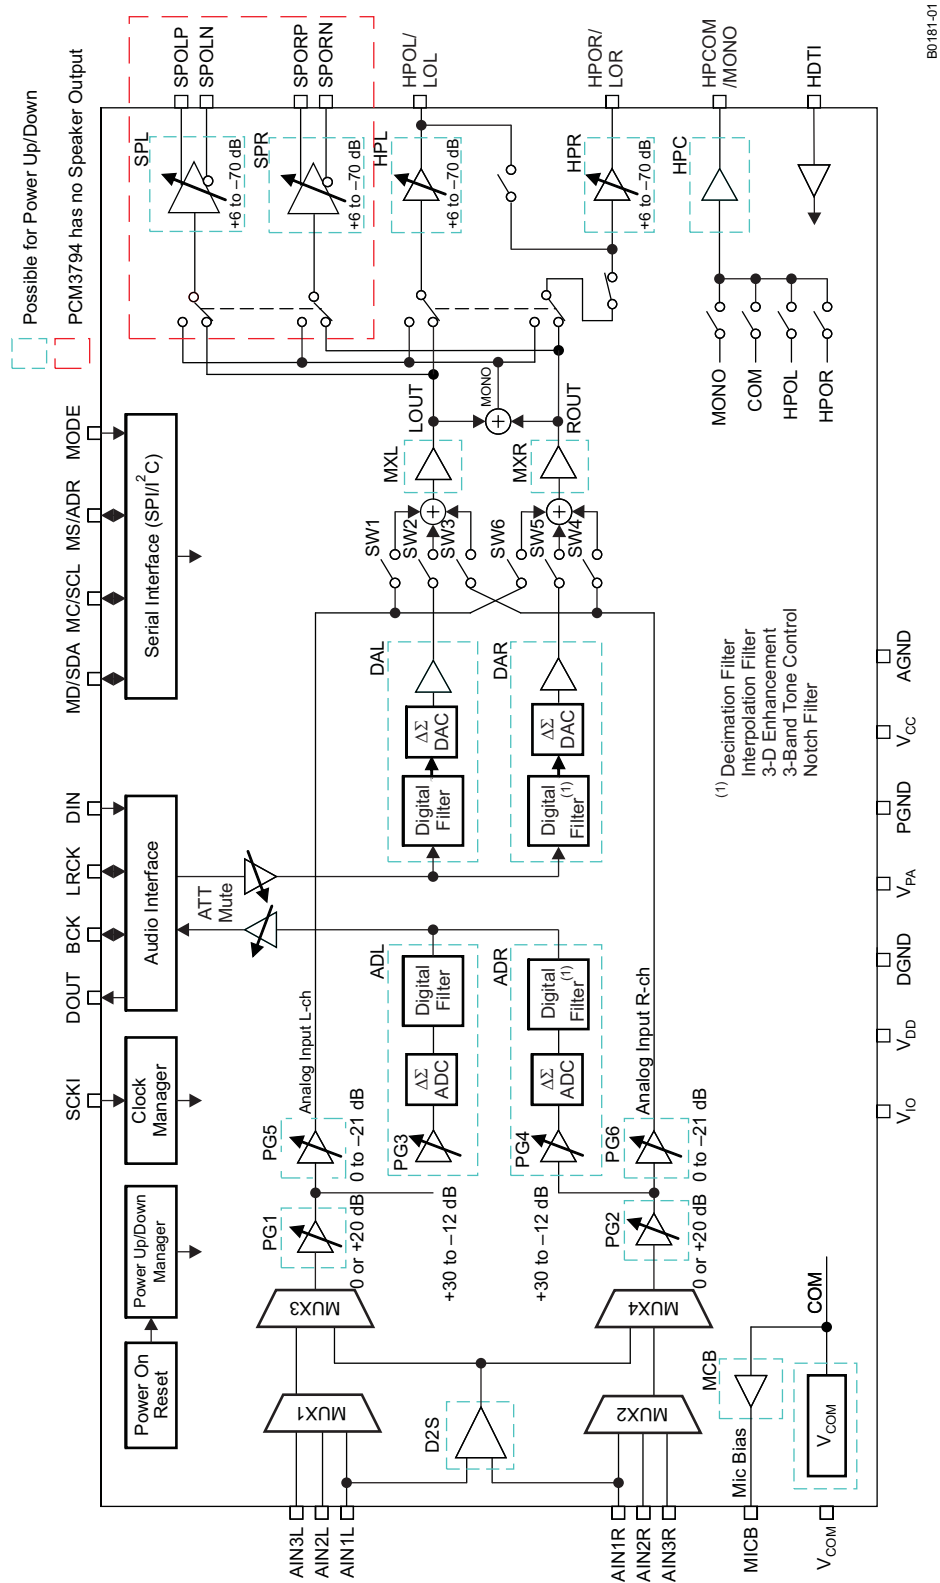 B0181-01
Possible for Power Up/Down
PCM3794 has no Speaker Output
SPOLP
SPOLN
SPORP
SPORN
HPOL/
LOL
HPOR/
LOR
HPCOM
/MONO
HDTI
SPL
+6 to –70 dB
SPR
+6 to –70 dB
HPL
+6 to –70 dB
HPR
+6 to –70 dB
HPC
MONO
COM
HPOL
HPOR
MODE
MS/ADR
MC/SCL
MD/SDA
Serial Interface (SPI/I²C)
LOUT
MONO
ROUT
MXL
MXR
SW1
SW2
SW3
SW6
SW5
SW4
DAL
ΔΣ
DAC
Digital
Filter
DAR
ΔΣ
DAC
Digital
Filter(1)
(1) Decimation Filter
Interpolation Filter
3-D Enhancement
3-Band Tone Control
Notch Filter
DIN
LRCK
BCK
DOUT
Audio Interface
ATT
Mute
ADL
Digital
Filter
ΔΣ
ADC
PG3
+30 to –12 dB
ADR
Digital
Filter(1)
ΔΣ
ADC
PG4
+30 to –12 dB
Analog Input L-ch
Analog Input R-ch
SCKI
Clock
Manager
Power Up/Down
Manager
Power On
Reset
PG5
0 to –21 dB
PG1
0 or +20 dB
PG6
0 to –21 dB
PG2
0 or +20 dB
MUX3
MUX4
MUX1
MUX2
D2S
MCB
Mic Bias
COM
VCOM
AIN3L
AIN2L
AIN1L
AIN1R
AIN2R
AIN3R
MICB
VCOM
AGND
VCC
PGND
VPA
DGND
VDD
VIO